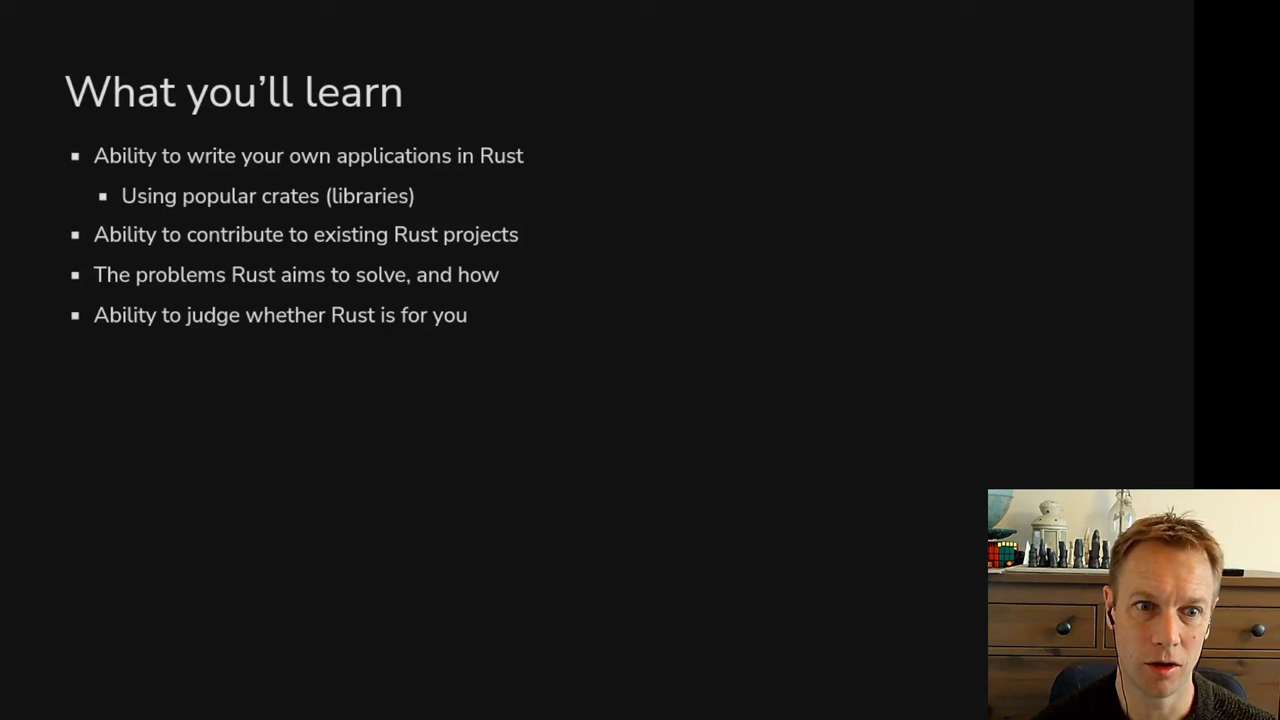 What you’ll learn
Ability to write your own applications in Rust
Using popular crates (libraries)
Ability to contribute to existing Rust projects
The problems Rust aims to solve, and how
Ability to judge whether Rust is for you